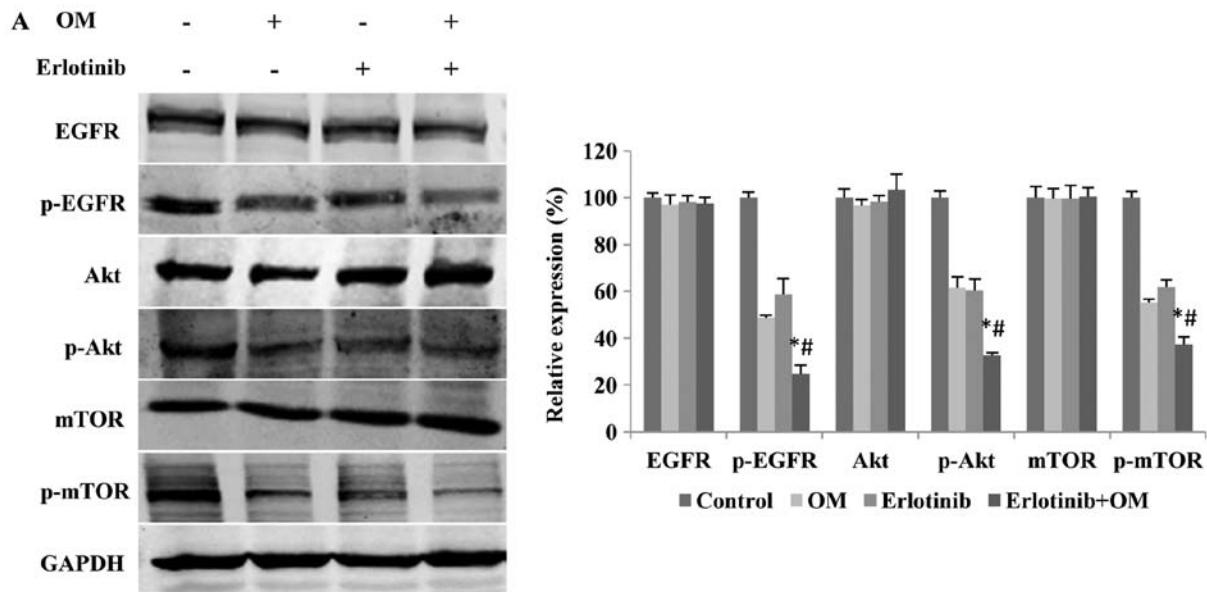 A OM - + - +
Erlotinib - - + +
EGFR
p-EGFR
Akt
p-Akt
mTOR
p-mTOR
GAPDH
Relative expression (%)
120
100
80
60
40
20
0
*#
*#
*#
EGFR p-EGFR Akt p-Akt mTOR p-mTOR
Control OM Erlotinib Erlotinib+OM